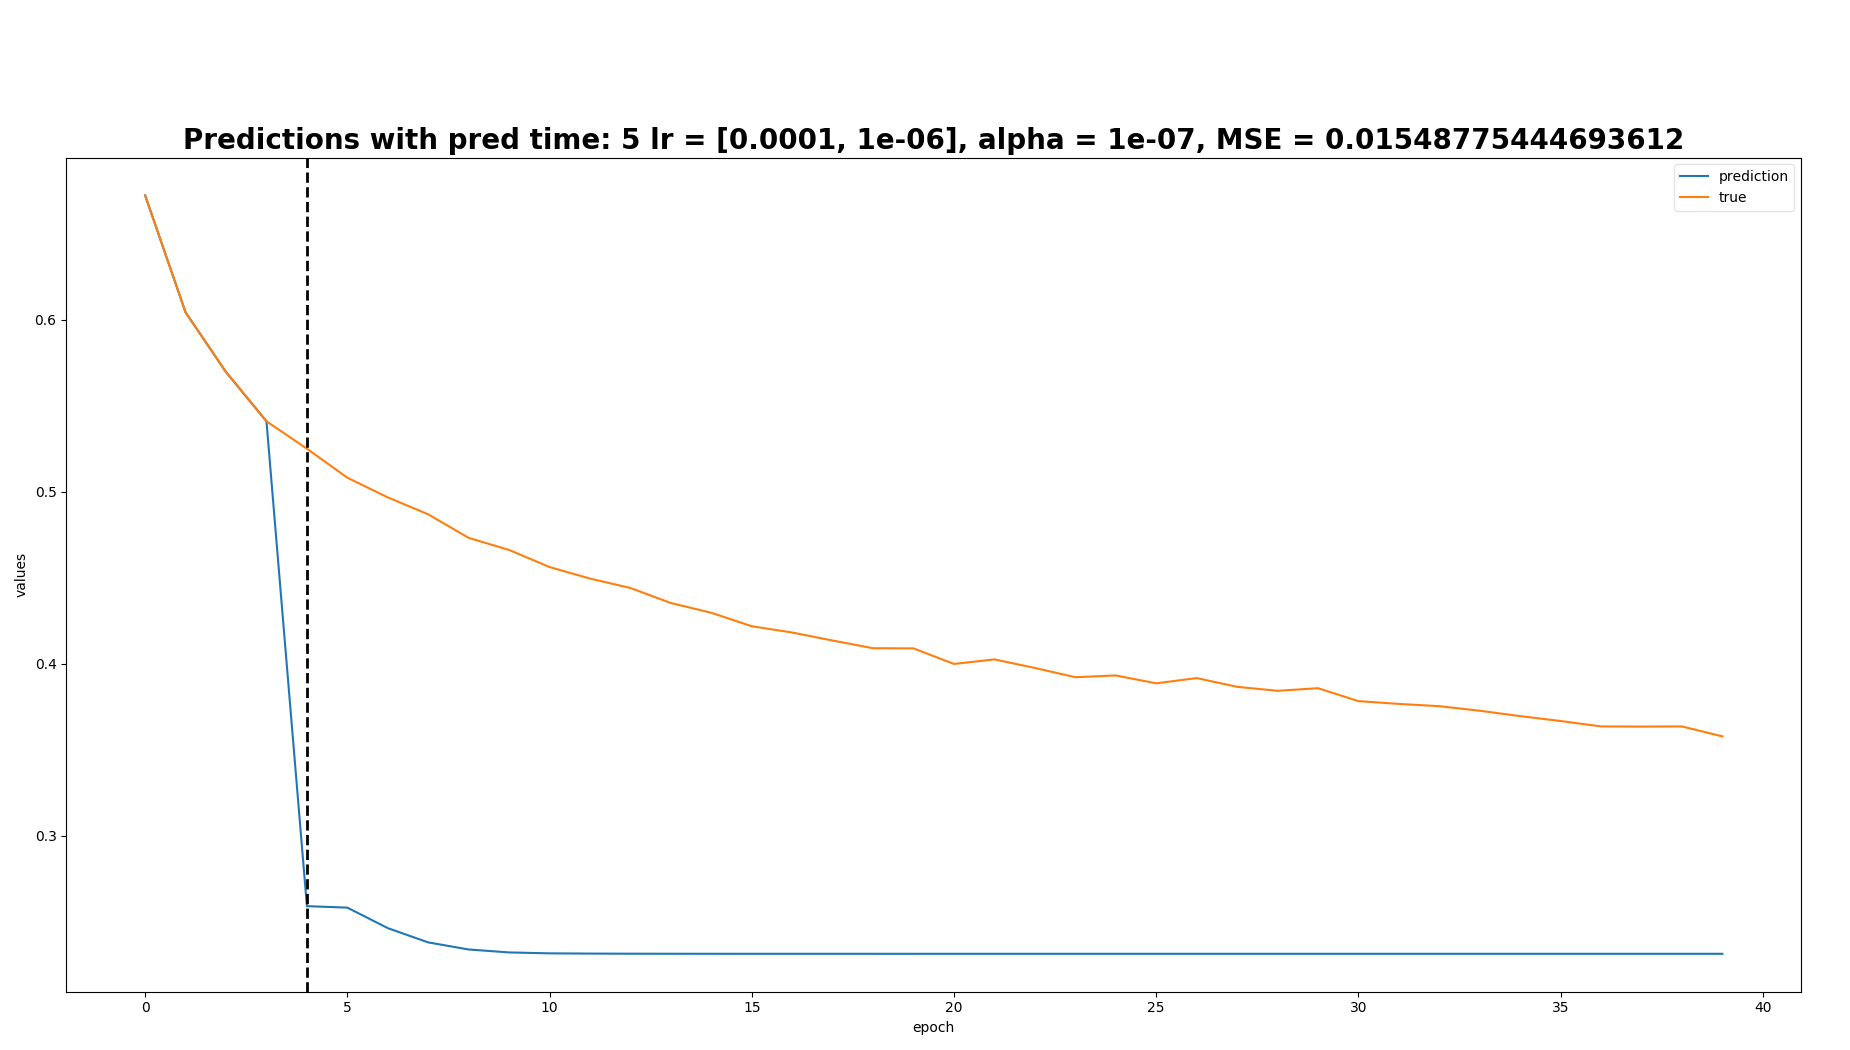 Predictions with pred time: 5 lr = [0.0001, 1e-06], alpha = 1e-07, MSE = 0.01548775444693612
prediction
true
0.6
0.5
0.4
0.3
values
0 5 10 15 20 25 30 35 40
epoch